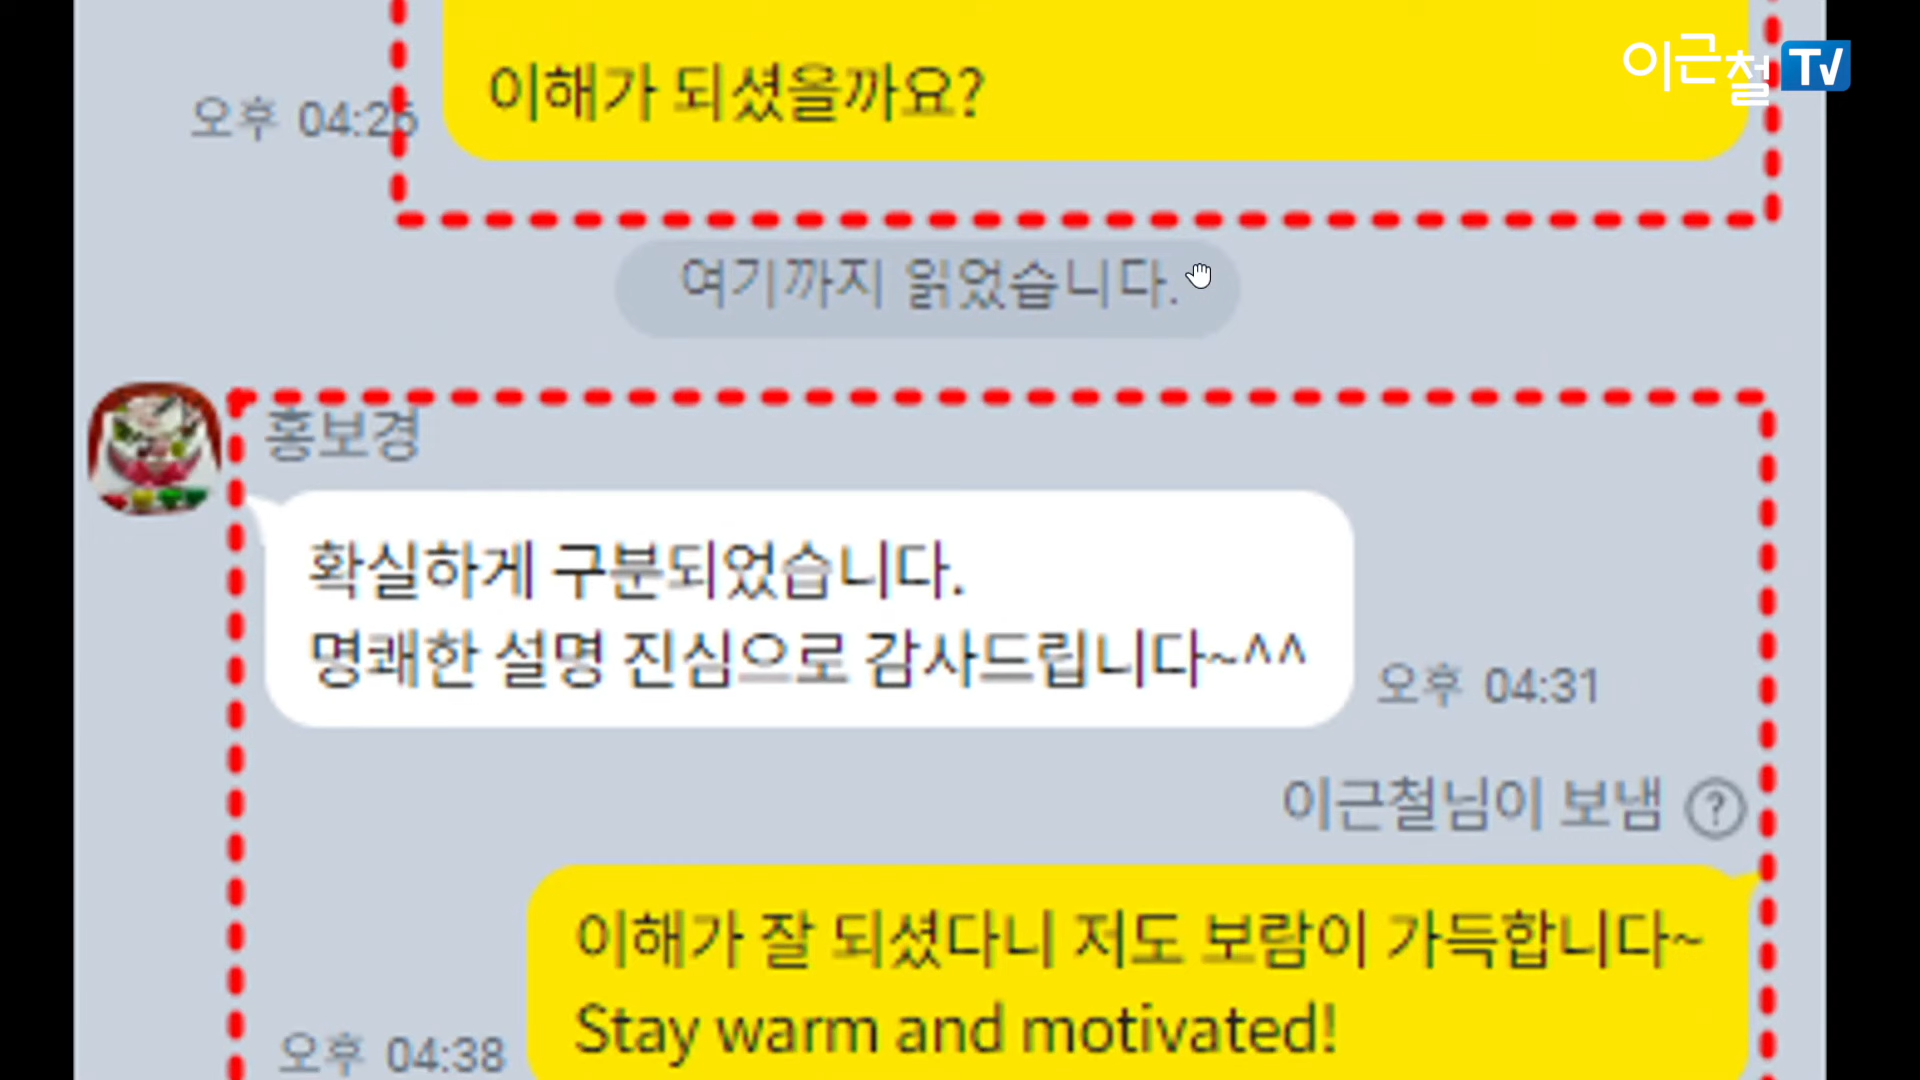 이근철 TV
이해가 되셨을까요?
오후 04:26
여기까지 읽었습니다.
홍보경
확실하게 구분되었습니다.
명쾌한 설명 진심으로 감사드립니다~^^
오후 04:31
이근철님이 보냄 ?
이해가 잘 되셨다니 저도 보람이 가득합니다~
Stay warm and motivated!
오후 04:38